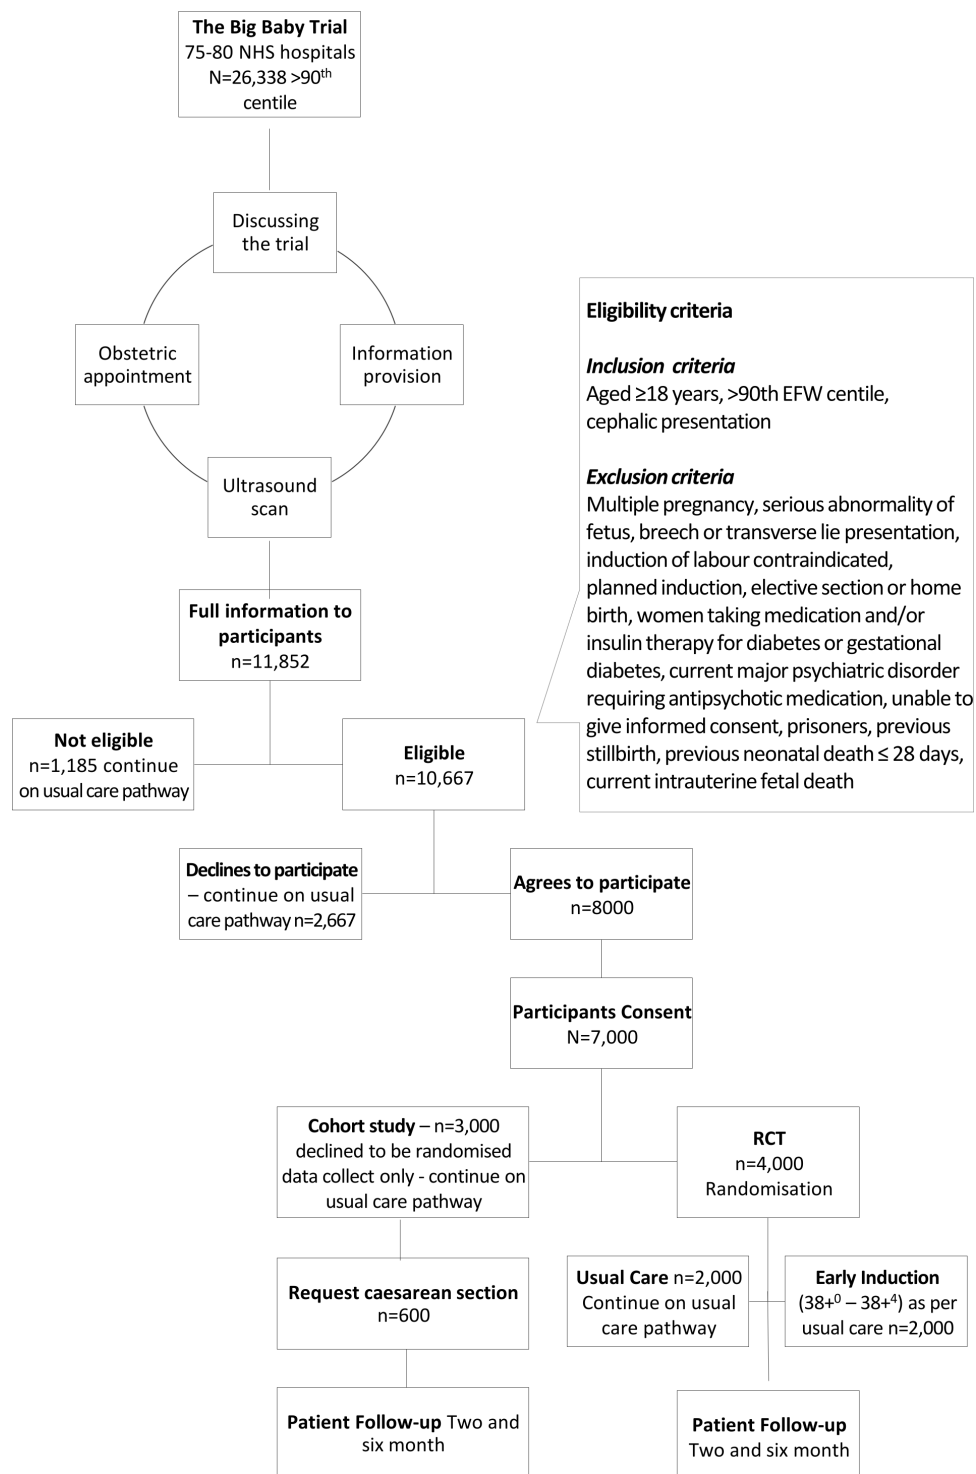 The Big Baby Trial
75-80 NHS hospitals
N=26,338 >90th
centile
Discussing
the trial
Obstetric
appointment
Information
provision
Ultrasound
scan
Eligibility criteria
Inclusion criteria
Aged ≥18 years, >90th EFW centile,
cephalic presentation
Exclusion criteria
Multiple pregnancy, serious abnormality of
fetus, breech or transverse lie presentation,
induction of labour contraindicated,
planned induction, elective section or home
birth, women taking medication and/or
insulin therapy for diabetes or gestational
diabetes, current major psychiatric disorder
requiring antipsychotic medication, unable to
give informed consent, prisoners, previous
stillbirth, previous neonatal death ≤ 28 days,
current intrauterine fetal death
Full information to
participants
n=11,852
Not eligible
n=1,185 continue
on usual care pathway
Eligible
n=10,667
Declines to participate
– continue on usual
care pathway n=2,667
Agrees to participate
n=8000
Participants Consent
N=7,000
Cohort study – n=3,000
declined to be randomised
data collect only - continue on
usual care pathway
RCT
n=4,000
Randomisation
Request caesarean section
n=600
Usual Care n=2,000
Continue on usual
care pathway
Early Induction
(38+0 – 38+4) as per
usual care n=2,000
Patient Follow-up Two and
six month
Patient Follow-up
Two and six month